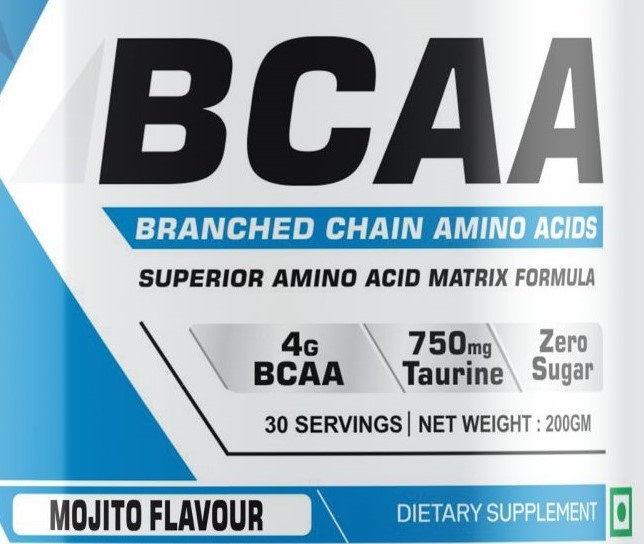 BCAA
BRANCHED CHAIN AMINO ACIDS
SUPERIOR AMINO ACID MATRIX FORMULA
4G BCAA
750mg Taurine
Zero Sugar
30 SERVINGS | NET WEIGHT : 200GM
MOJITO FLAVOUR
DIETARY SUPPLEMENT